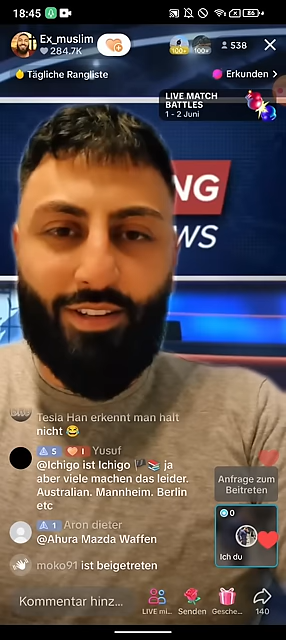 18:45
Ex_muslim
284.7K
100+
100+
538
Tägliche Rangliste
Erkunden >
LIVE MATCH
BATTLES
1 - 2 Juni
NG
WS
Tesla Han erkennt man halt
nicht 😂
5 1 Yusuf
@Ichigo ist Ichigo 🏴📚 ja
aber viele machen das leider.
Australian. Mannheim. Berlin
etc
1 Aron dieter
@Ahura Mazda Waffen
moko91 ist beigetreten
Anfrage zum
Beitreten
0
Ich du
Kommentar hinz...
LIVE mi...
Senden
Gesche...
140